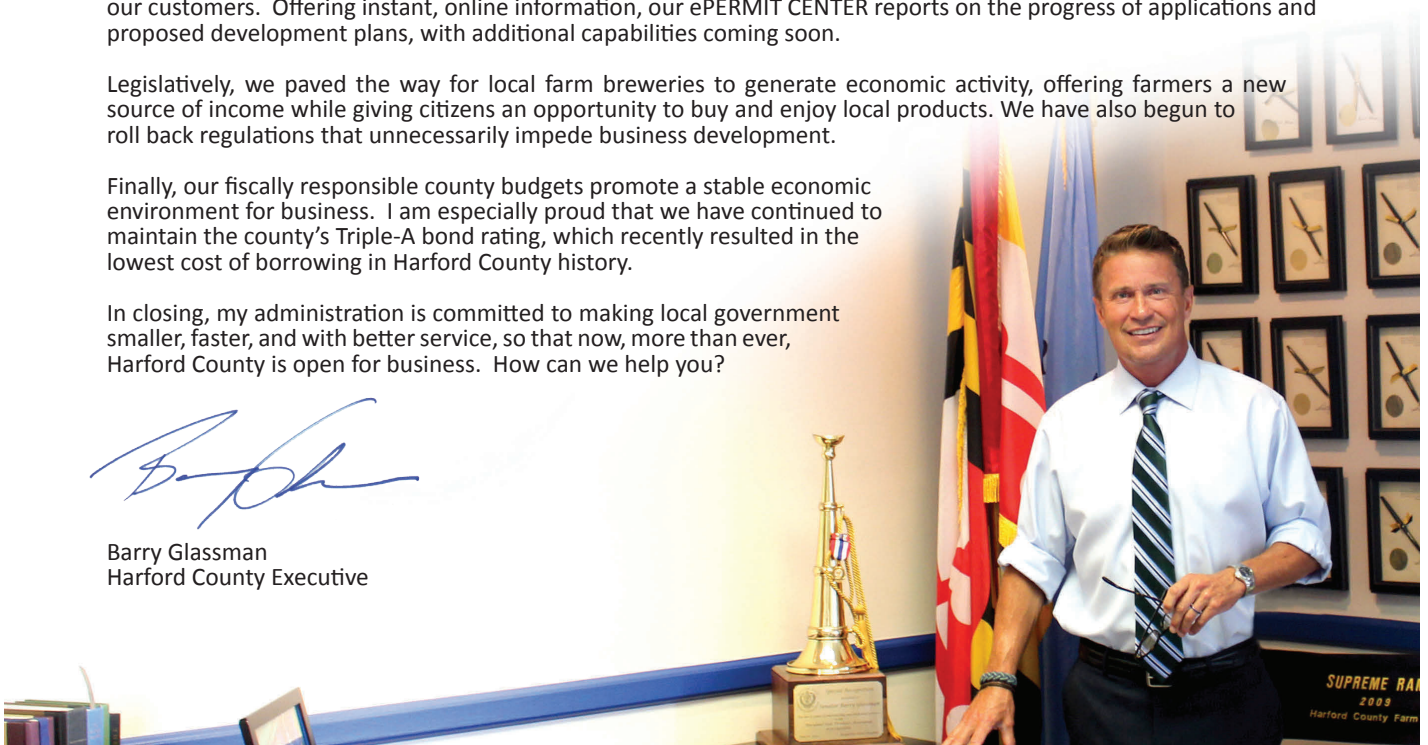 our customers. Offering instant, online information, our ePERMIT CENTER reports on the progress of applications and
proposed development plans, with additional capabilities coming soon.
Legislatively, we paved the way for local farm breweries to generate economic activity, offering farmers a new
source of income while giving citizens an opportunity to buy and enjoy local products. We have also begun to
roll back regulations that unnecessarily impede business development.
Finally, our fiscally responsible county budgets promote a stable economic
environment for business. I am especially proud that we have continued to
maintain the county's Triple-A bond rating, which recently resulted in the
lowest cost of borrowing in Harford County history.
In closing, my administration is committed to making local government
smaller, faster, and with better service, so that now, more than ever,
Harford County is open for business. How can we help you?
Barry Glassman
Harford County Executive
SUPREME
2009
Harford County Farm